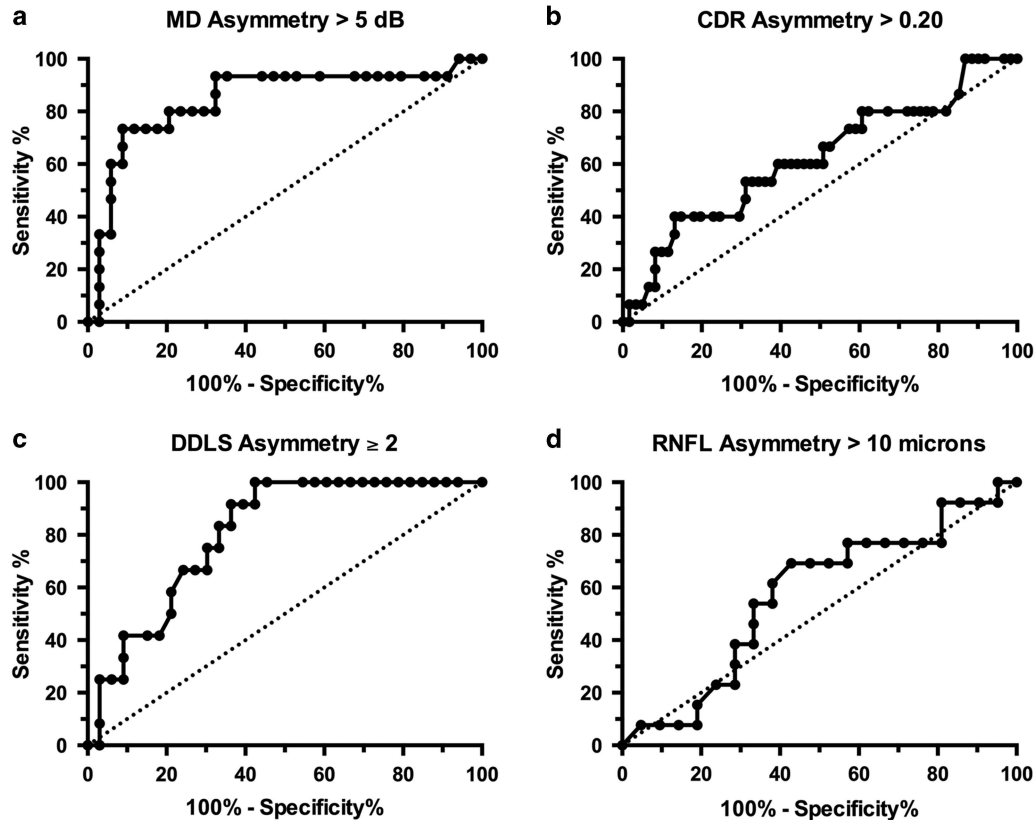 a
MD Asymmetry > 5 dB
100
80
60
40
20
0
Sensitivity %
0 20 40 60 80 100
100% - Specificity%
b
CDR Asymmetry > 0.20
100
80
60
40
20
0
Sensitivity %
0 20 40 60 80 100
100% - Specificity%
c
DDLS Asymmetry ≥ 2
100
80
60
40
20
0
Sensitivity %
0 20 40 60 80 100
100% - Specificity%
d
RNFL Asymmetry > 10 microns
100
80
60
40
20
0
Sensitivity %
0 20 40 60 80 100
100% - Specificity%